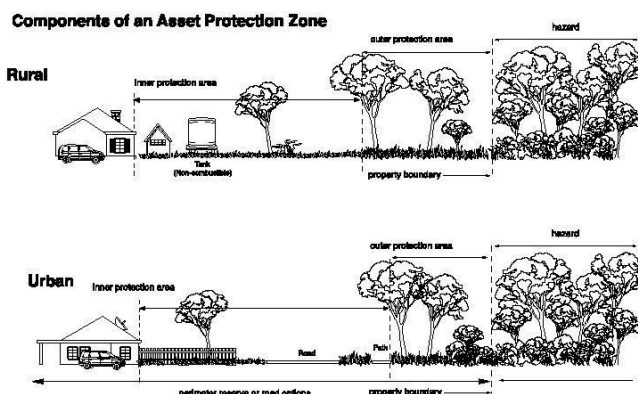 Components of an Asset Protection Zone
hazard
outer protection area
Rural
inner protection area
Tank
(Non-combustible)
property boundary
hazard
outer protection area
Urban
inner protection area
Road
Path
perimeter reserve or road options
property boundary